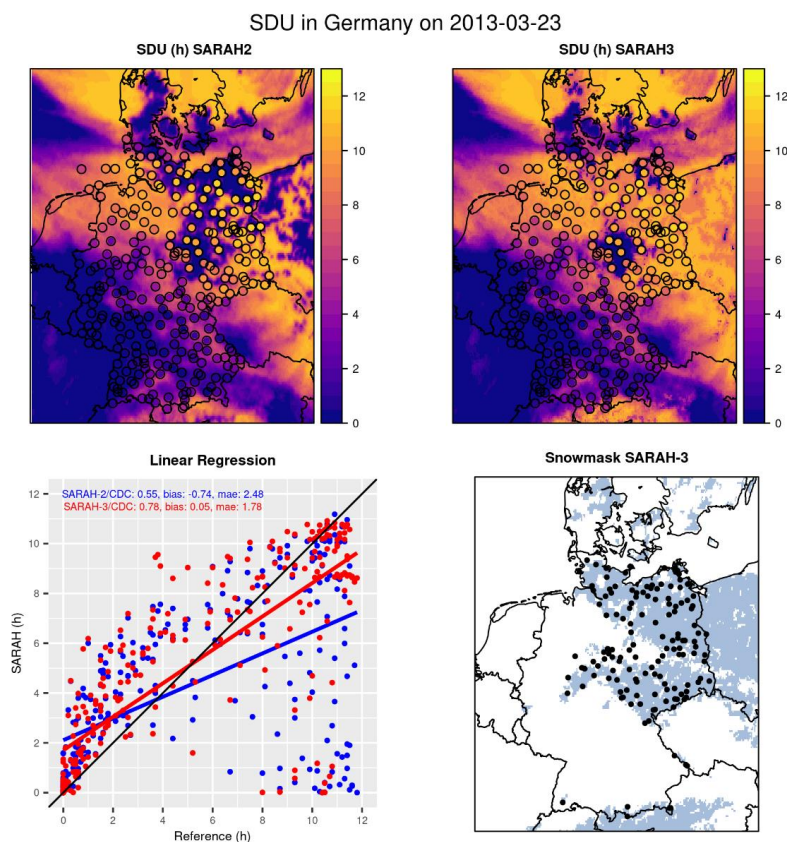 SDU in Germany on 2013-03-23
SDU (h) SARAH2
SDU (h) SARAH3
12
10
8
6
4
2
0
12
10
8
6
4
2
0
Linear Regression
Snowmask SARAH-3
SARAH-2/CDC: 0.55, bias: -0.74, mae: 2.48
SARAH-3/CDC: 0.78, bias: 0.05, mae: 1.78
SARAH (h)
12
10
8
6
4
2
0
0 2 4 6 8 10 12
Reference (h)